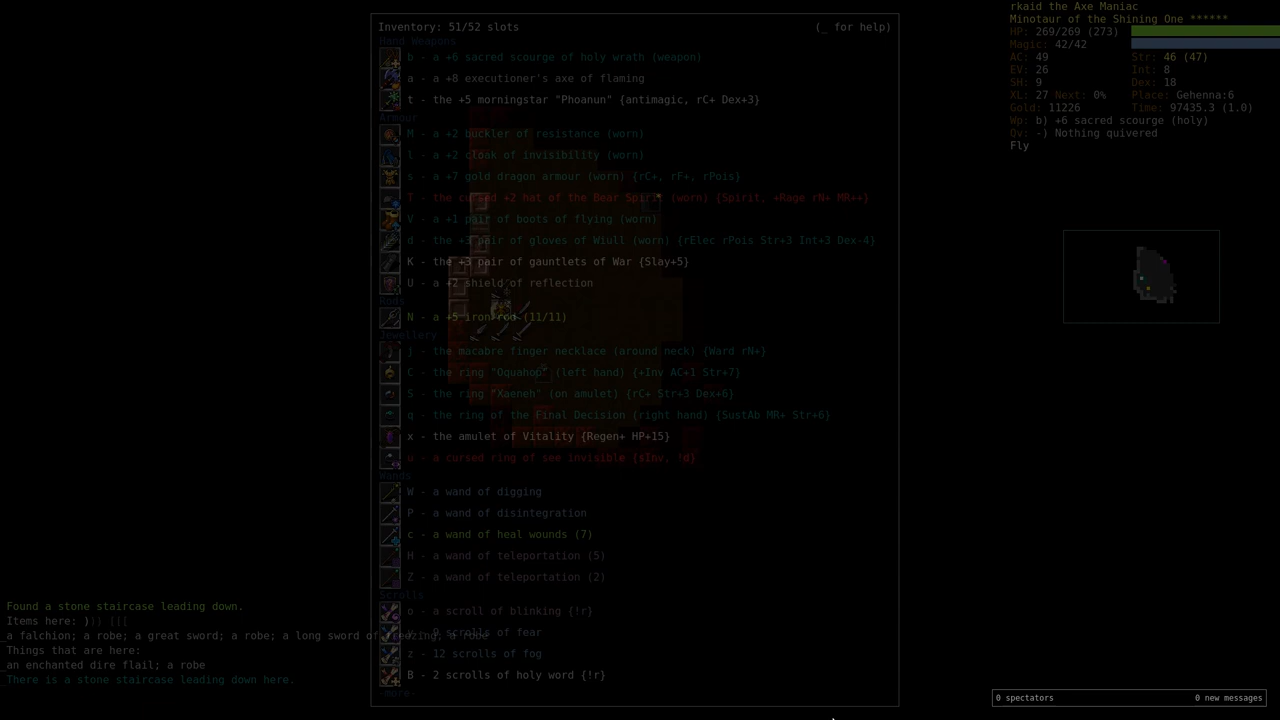 Inventory: 51/52 slots (_ for help)
Hand Weapons
b - a +6 sacred scourge of holy wrath (weapon)
a - a +8 executioner's axe of flaming
t - the +5 morningstar "Phoanun" {antimagic, rC+ Dex+3}
Armour
M - a +2 buckler of resistance (worn)
l - a +2 cloak of invisibility (worn)
s - a +7 gold dragon armour (worn) {rC+, rF+, rPois}
T - the cursed +2 hat of the Bear Spirit (worn) {Spirit, +Rage rN+ MR++}
V - a +1 pair of boots of flying (worn)
d - the +3 pair of gloves of Wiull (worn) {rElec rPois Str+3 Int+3 Dex-4}
K - the +3 pair of gauntlets of War {Slay+5}
U - a +2 shield of reflection
Rods
N - a +5 iron rod (11/11)
Jewellery
j - the macabre finger necklace (around neck) {Ward rN+}
C - the ring "Oquahop" (left hand) {+Inv AC+1 Str+7}
S - the ring "Xaeneh" (on amulet) {rC+ Str+3 Dex+6}
q - the ring of the Final Decision (right hand) {SustAb MR+ Str+6}
x - the amulet of Vitality {Regen+ HP+15}
u - a cursed ring of see invisible {sInv, !d}
Wands
W - a wand of digging
P - a wand of disintegration
c - a wand of heal wounds (7)
H - a wand of teleportation (5)
Z - a wand of teleportation (2)
Scrolls
o - a scroll of blinking {!r}
9 scrolls of fear
z - 12 scrolls of fog
B - 2 scrolls of holy word {!r}
-more-
rkaid the Axe Maniac
Minotaur of the Shining One ******
HP: 269/269 (273)
Magic: 42/42
AC: 49 Str: 46 (47)
EV: 26 Int: 8
SH: 9 Dex: 18
XL: 27 Next: 0% Place: Gehenna:6
Gold: 11226 Time: 97435.3 (1.0)
Wp: b) +6 sacred scourge (holy)
Qv: -) Nothing quivered
Fly
Found a stone staircase leading down.
Items here: ))) [[[
_a falchion; a robe; a great sword; a robe; a long sword of freezing; a robe
Things that are here:
_an enchanted dire flail; a robe
There is a stone staircase leading down here.
0 spectators 0 new messages